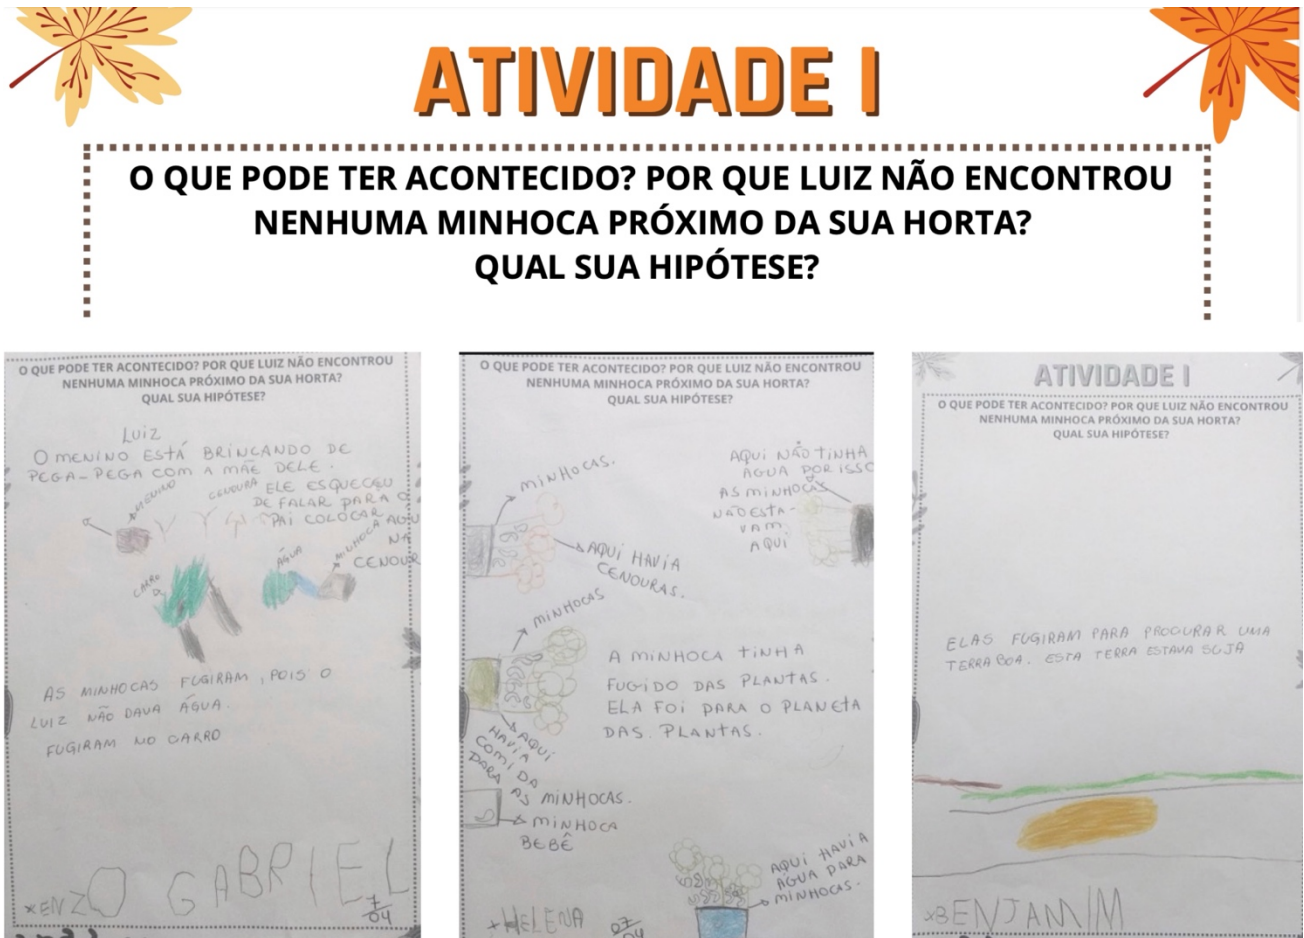 ATIVIDADE I
O QUE PODE TER ACONTECIDO? POR QUE LUIZ NÃO ENCONTROU
NENHUMA MINHOCA PRÓXIMO DA SUA HORTA?
QUAL SUA HIPÓTESE?
O QUE PODE TER ACONTECIDO? POR QUE LUIZ NÃO ENCONTROU
NENHUMA MINHOCA PRÓXIMO DA SUA HORTA?
QUAL SUA HIPÓTESE?
LUIZ
O MENINO ESTÁ BRINCANDO DE
PEGA-PEGA COM A MÃE DELE.
MENINO
CENOURA
ELE ESQUECEU
DE FALAR PARA O
PAI COLOCAR
ÁGUA
NA
CENOURA
CARRO
ÁGUA
MINHOCA
AS MINHOCAS FUGIRAM, POIS O
LUIZ NÃO DAVA ÁGUA.
FUGIRAM NO CARRO
*ENZO GABRIEL
7/04
O QUE PODE TER ACONTECIDO? POR QUE LUIZ NÃO ENCONTROU
NENHUMA MINHOCA PRÓXIMO DA SUA HORTA?
QUAL SUA HIPÓTESE?
MINHOCAS.
AQUI NÃO TINHA
ÁGUA POR ISSO
AS MINHOCAS
NÃO ESTA-
VAM
AQUI
AQUI HAVIA
CENOURAS.
MINHOCAS
A MINHOCA TINHA
FUGIDO DAS PLANTAS.
ELA FOI PARA O PLANETA
DAS PLANTAS.
AQUI
HAVIA
COMIDA
PARA
AS MINHOCAS.
MINHOCA
BEBÊ
AQUI HAVIA
ÁGUA PARA
MINHOCAS.
+HELENA 07/04
ATIVIDADE I
O QUE PODE TER ACONTECIDO? POR QUE LUIZ NÃO ENCONTROU
NENHUMA MINHOCA PRÓXIMO DA SUA HORTA?
QUAL SUA HIPÓTESE?
ELAS FUGIRAM PARA PROCURAR UMA
TERRA BOA. ESTA TERRA ESTAVA SUJA
*BENJAMIM